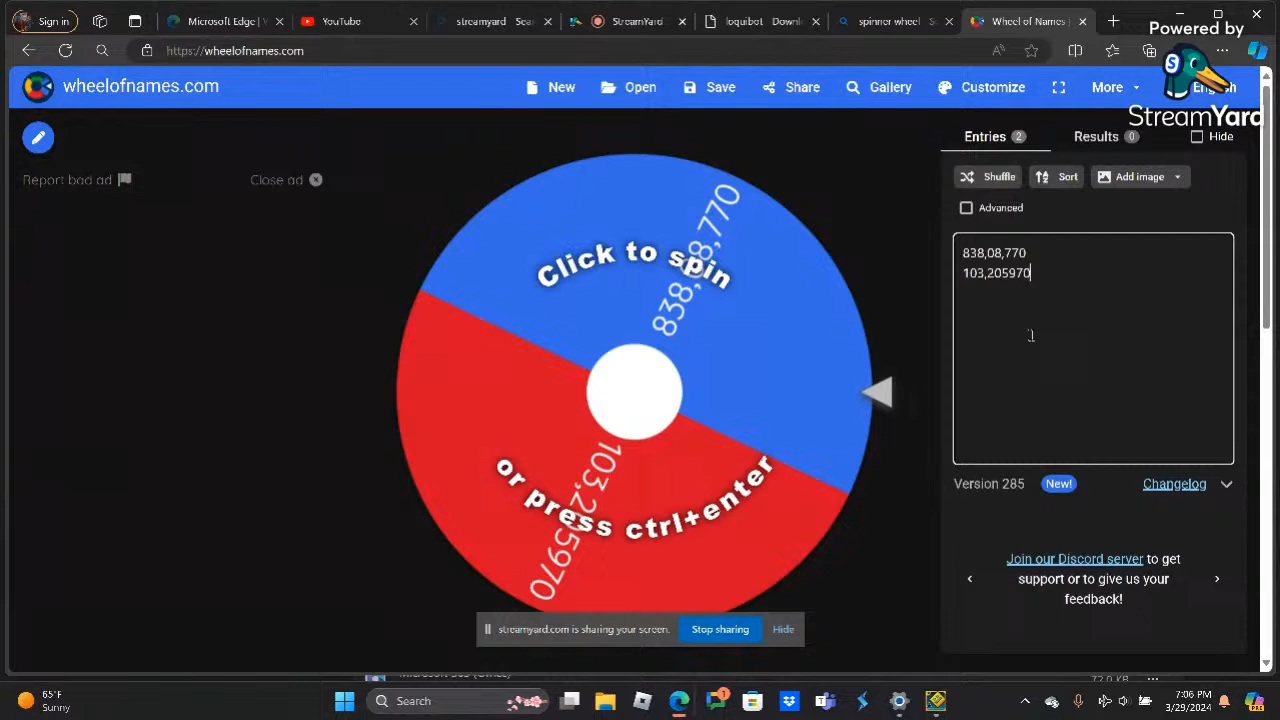 Sign in
Microsoft Edge | V
YouTube
streamyard Sear
StreamYard
loquibot Downl
spinner wheel S
Wheel of Names |
Powered by
https://wheelofnames.com
StreamYard
wheelofnames.com
New
Open
Save
Share
Gallery
Customize
More
English
Entries 2
Results 0
Hide
Report bad ad
Close ad
Shuffle
Sort
Add image
Advanced
838,08,770
103,205970
838,08,770
Click to spin
or press ctrl+enter
103,205970
Version 285
New!
Changelog
Join our Discord server to get
support or to give us your
feedback!
streamyard.com is sharing your screen.
Stop sharing
Hide
65°F
Sunny
Search
1
7:06 PM
3/29/2024